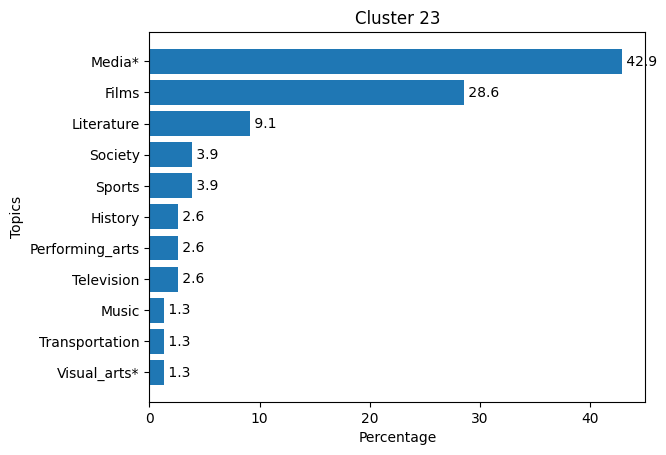 Cluster 23
Topics
Media* 42.9
Films 28.6
Literature 9.1
Society 3.9
Sports 3.9
History 2.6
Performing_arts 2.6
Television 2.6
Music 1.3
Transportation 1.3
Visual_arts* 1.3
0 10 20 30 40
Percentage